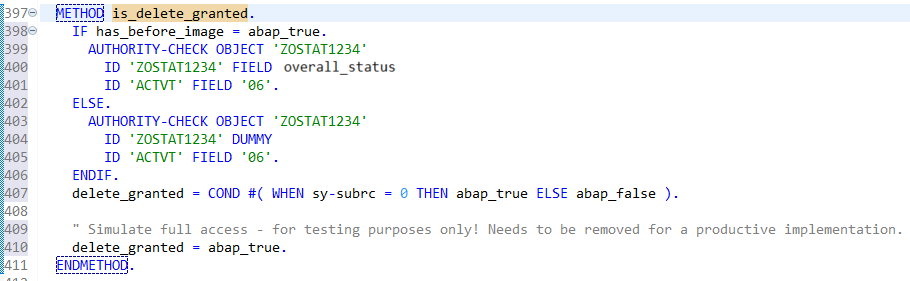 397 METHOD is_delete_granted.
398 IF has_before_image = abap_true.
399 AUTHORITY-CHECK OBJECT 'ZOSTAT1234'
400 ID 'ZOSTAT1234' FIELD overall_status
401 ID 'ACTVT' FIELD '06'.
402 ELSE.
403 AUTHORITY-CHECK OBJECT 'ZOSTAT1234'
404 ID 'ZOSTAT1234' DUMMY
405 ID 'ACTVT' FIELD '06'.
406 ENDIF.
407 delete_granted = COND #( WHEN sy-subrc = 0 THEN abap_true ELSE abap_false ).
408
409 " Simulate full access - for testing purposes only! Needs to be removed for a productive implementation.
410 delete_granted = abap_true.
411 ENDMETHOD.